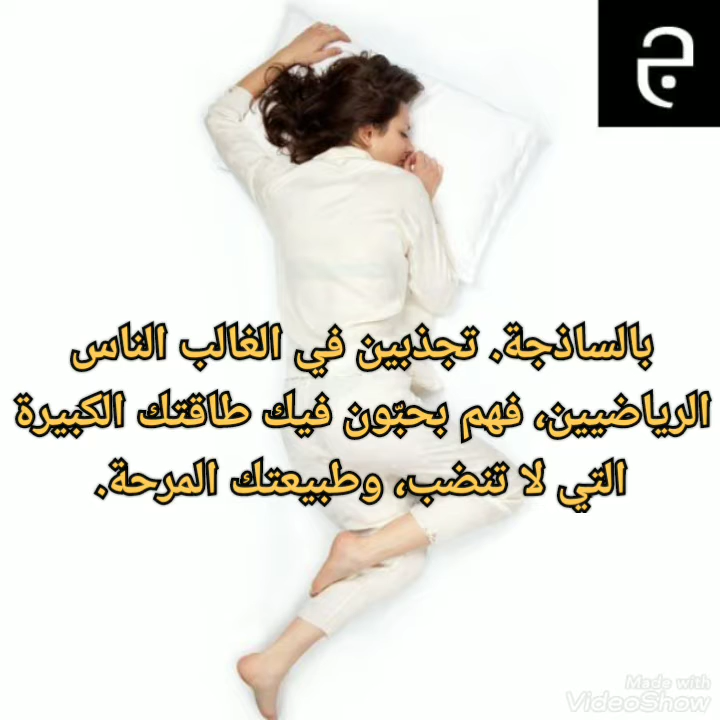 ج
بالساذجة. تجذبين في الغالب الناس
الرياضيين، فهم بحبّون فيك طاقتك الكبيرة
التي لا تنضب، وطبيعتك المرحة.
Made with
VideoShow